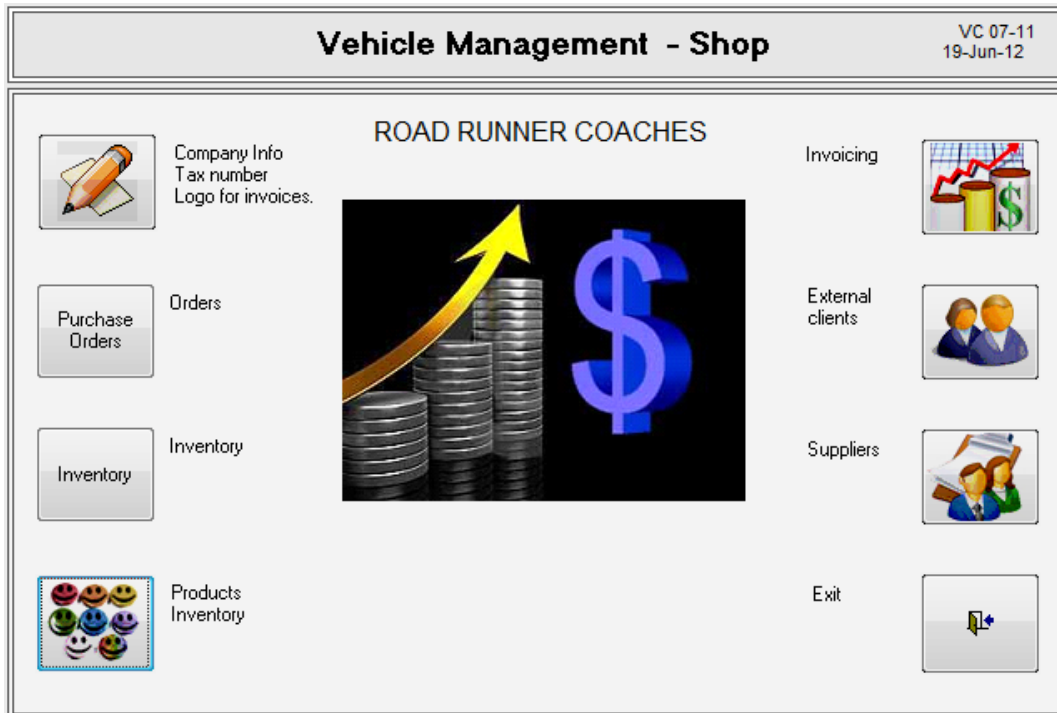 Vehicle Management - Shop
VC 07-11
19-Jun-12
ROAD RUNNER COACHES
Company Info
Tax number
Logo for invoices.
Invoicing
Purchase
Orders
Orders
External
clients
Inventory
Inventory
Suppliers
Products
Inventory
Exit